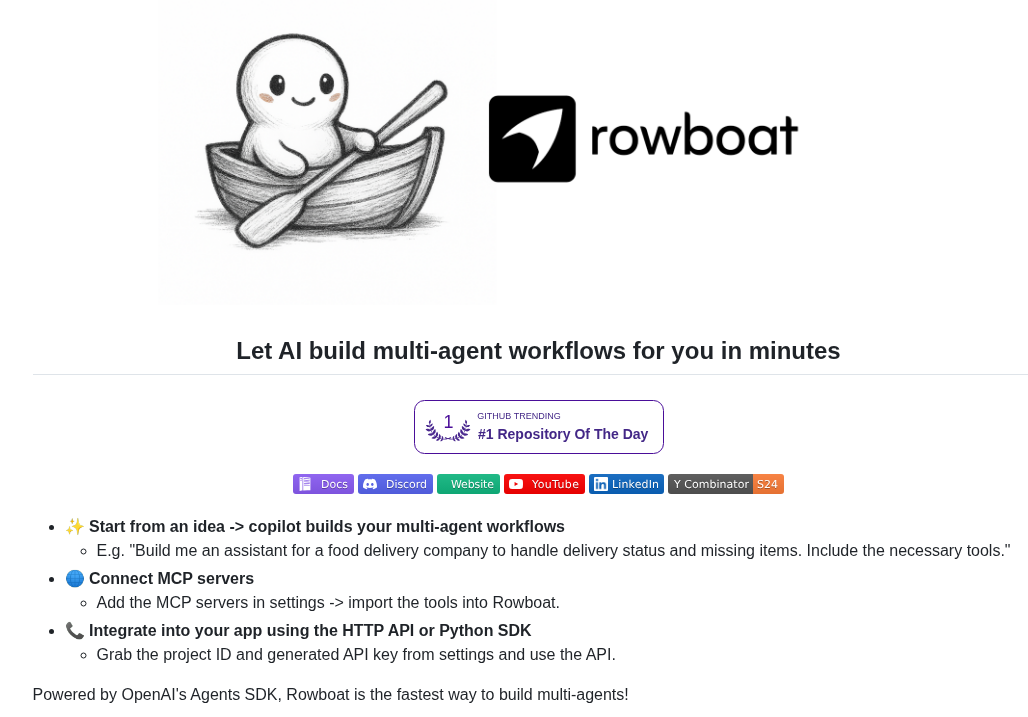 rowboat
Let AI build multi-agent workflows for you in minutes
1
GITHUB TRENDING
#1 Repository Of The Day
Docs Discord Website YouTube LinkedIn Y Combinator S24
✨ Start from an idea -> copilot builds your multi-agent workflows
E.g. "Build me an assistant for a food delivery company to handle delivery status and missing items. Include the necessary tools."
🌐 Connect MCP servers
Add the MCP servers in settings -> import the tools into Rowboat.
📞 Integrate into your app using the HTTP API or Python SDK
Grab the project ID and generated API key from settings and use the API.
Powered by OpenAI's Agents SDK, Rowboat is the fastest way to build multi-agents!